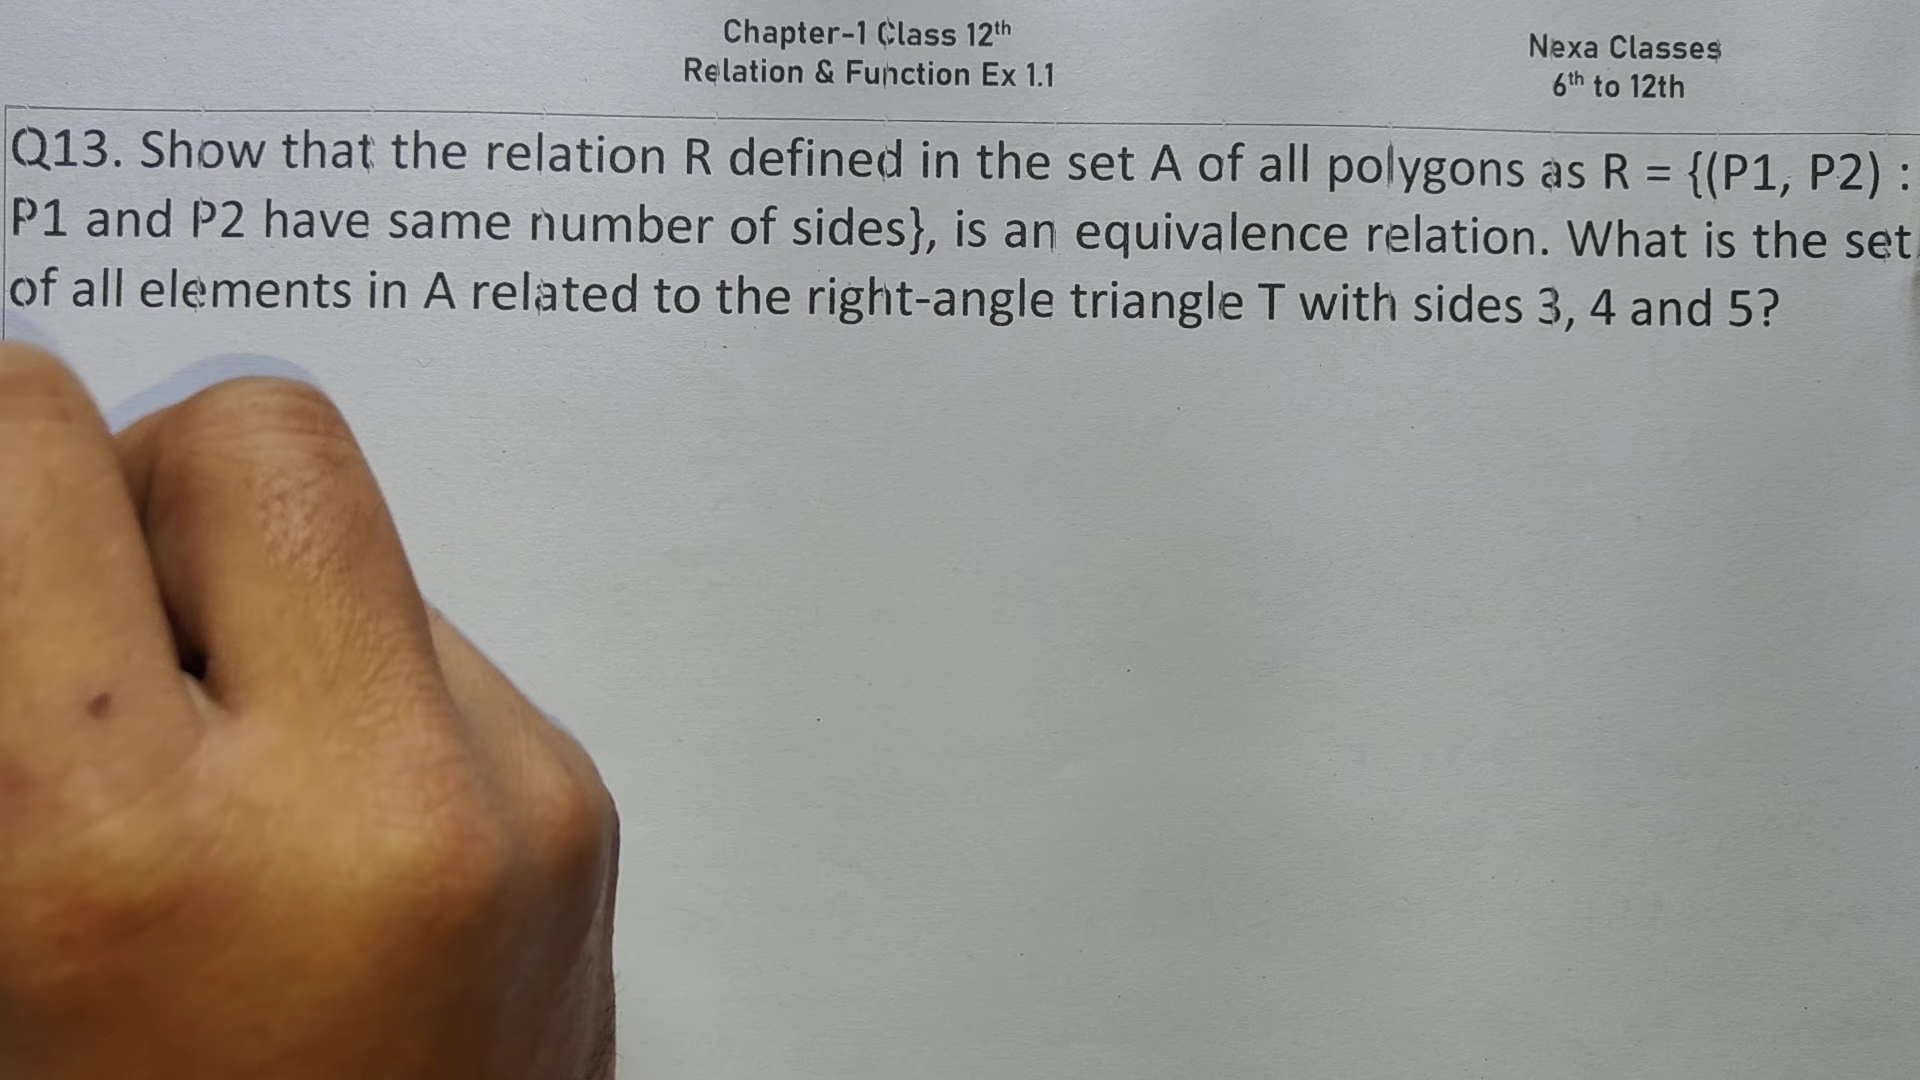 Chapter-1 Class 12th
Relation & Function Ex 1.1
Nexa Classes
6th to 12th
Q13. Show that the relation R defined in the set A of all polygons as R = {(P1, P2) :
P1 and P2 have same number of sides}, is an equivalence relation. What is the set
of all elements in A related to the right-angle triangle T with sides 3, 4 and 5?